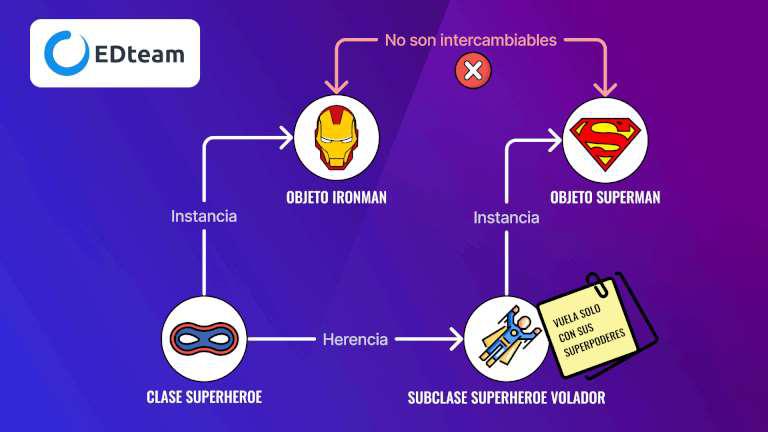 EDteam
No son intercambiables
OBJETO IRONMAN
OBJETO SUPERMAN
Instancia
Instancia
VUELA SOLO
CON SUS
SUPERPODERES
Herencia
CLASE SUPERHEROE
SUBCLASE SUPERHEROE VOLADOR